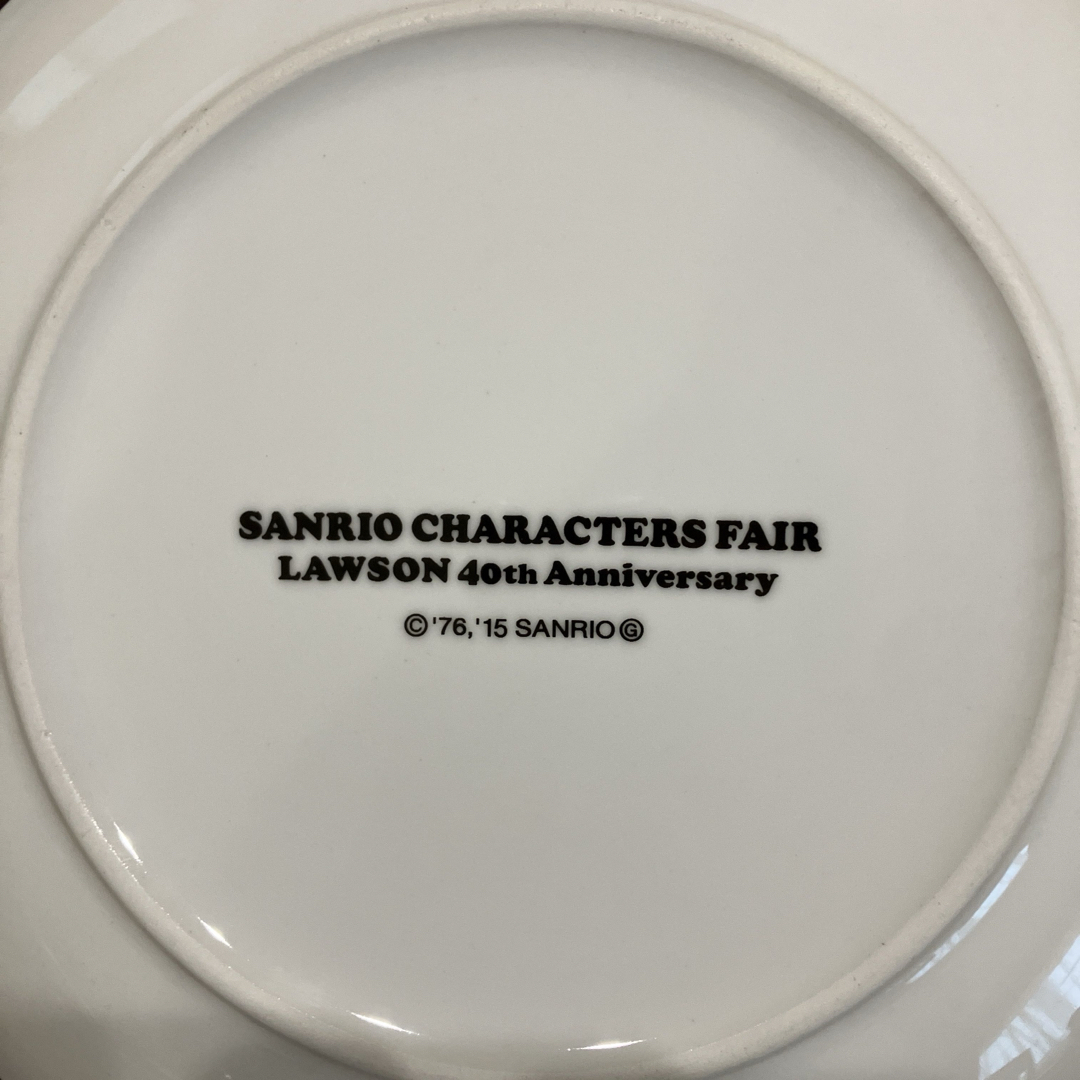 SANRIO CHARACTERS FAIR
LAWSON 40th Anniversary
©'76,'15 SANRIO Ⓖ